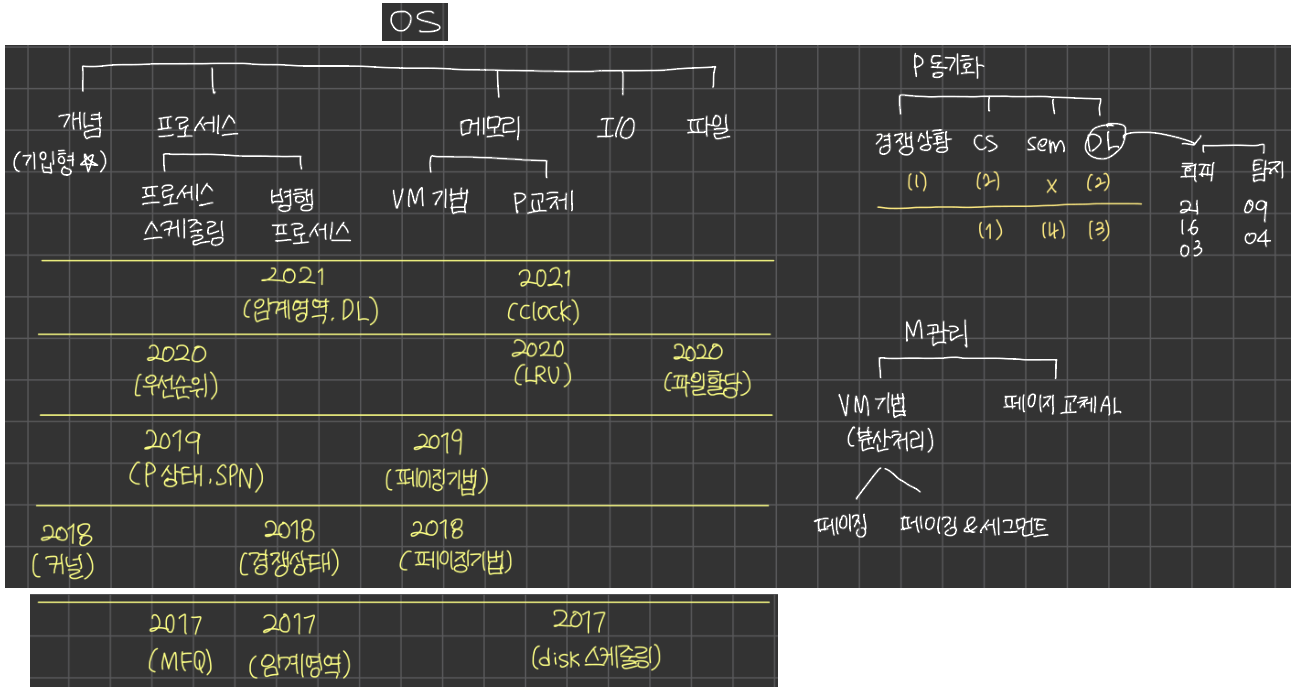 OS
개념 프로세스 메모리 I/O 파일
(기입형 ☆)
프로세스 스케줄링
병행 프로세스
VM 기법 P교체
2021
(암계영역, DL)
2021
(Clock)
2020
(우선순위)
2020
(LRU)
2020
(파일할당)
2019
(P상태, SPN)
2019
(페이징기법)
2018
(커널)
2018
(경쟁상태)
2018
(페이징기법)
2017
(MFQ)
2017
(암계영역)
2017
(disk 스케줄링)
P 동기화
경쟁상황 CS sem DL
(1) (2) x (2)
(1) (4) (3)
회피 탐지
21 09
16 04
03
M관리
VM 기법 페이지 교체 AL
(분산처리)
페이징 페이징 & 세그먼트